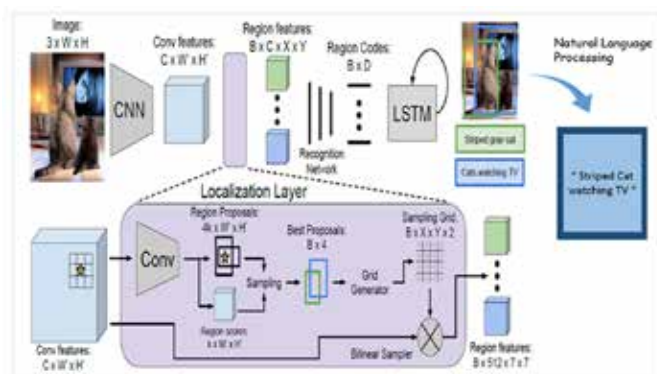 Image:
3 x W x H
Conv features:
C x W' x H'
Region features:
B x C x X x Y
Region Codes:
B x D
CNN
LSTM
Recognition
Network
Striped gray cat
Cats watching TV
Natural Language
Processing
" Striped Cat
watching TV "
Localization Layer
Region Proposals:
4k x W' x H'
Conv
Sampling
Region scores
k x W' x H'
Best Proposals:
B x 4
Grid
Generator
Sampling Grid:
B x X x Y x 2
Bilinear Sampler
Conv features:
C x W' x H'
Region features:
B x 512 x 7 x 7